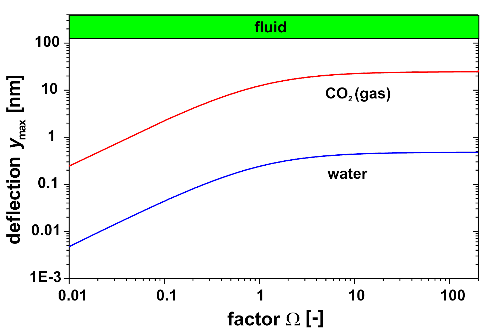 fluid
100
10
1
0.1
0.01
1E-3
deflection y max [nm]
CO₂ (gas)
water
0.01 0.1 1 10 100
factor Ω [-]